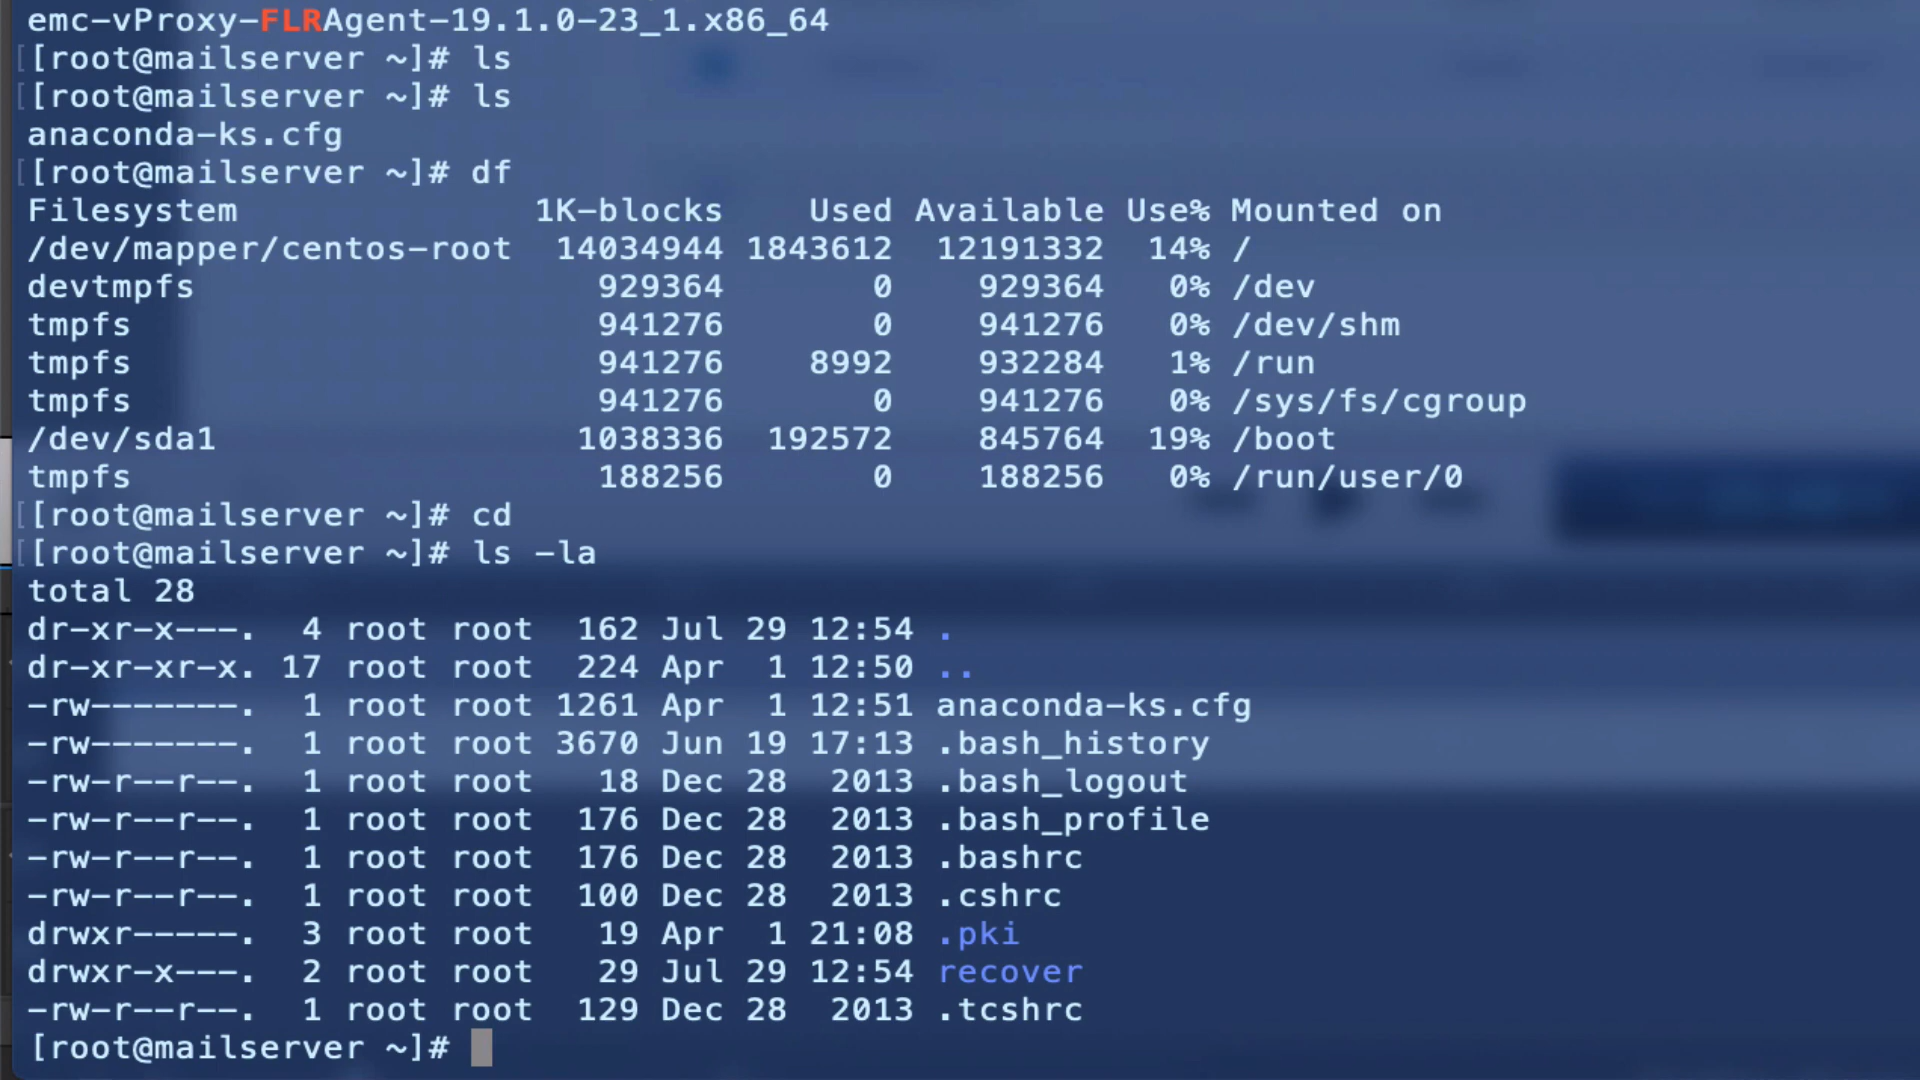 emc-vProxy-FLRAgent-19.1.0-23_1.x86_64
[[root@mailserver ~]# ls
[[root@mailserver ~]# ls
anaconda-ks.cfg
[[root@mailserver ~]# df
Filesystem 1K-blocks Used Available Use% Mounted on
/dev/mapper/centos-root 14034944 1843612 12191332 14% /
devtmpfs 929364 0 929364 0% /dev
tmpfs 941276 0 941276 0% /dev/shm
tmpfs 941276 8992 932284 1% /run
tmpfs 941276 0 941276 0% /sys/fs/cgroup
/dev/sda1 1038336 192572 845764 19% /boot
tmpfs 188256 0 188256 0% /run/user/0
[[root@mailserver ~]# cd
[[root@mailserver ~]# ls -la
total 28
dr-xr-x---. 4 root root 162 Jul 29 12:54 .
dr-xr-xr-x. 17 root root 224 Apr 1 12:50 ..
-rw-------. 1 root root 1261 Apr 1 12:51 anaconda-ks.cfg
-rw-------. 1 root root 3670 Jun 19 17:13 .bash_history
-rw-r--r--. 1 root root 18 Dec 28 2013 .bash_logout
-rw-r--r--. 1 root root 176 Dec 28 2013 .bash_profile
-rw-r--r--. 1 root root 176 Dec 28 2013 .bashrc
-rw-r--r--. 1 root root 100 Dec 28 2013 .cshrc
drwxr-----. 3 root root 19 Apr 1 21:08 .pki
drwxr-x---. 2 root root 29 Jul 29 12:54 recover
-rw-r--r--. 1 root root 129 Dec 28 2013 .tcshrc
[root@mailserver ~]#